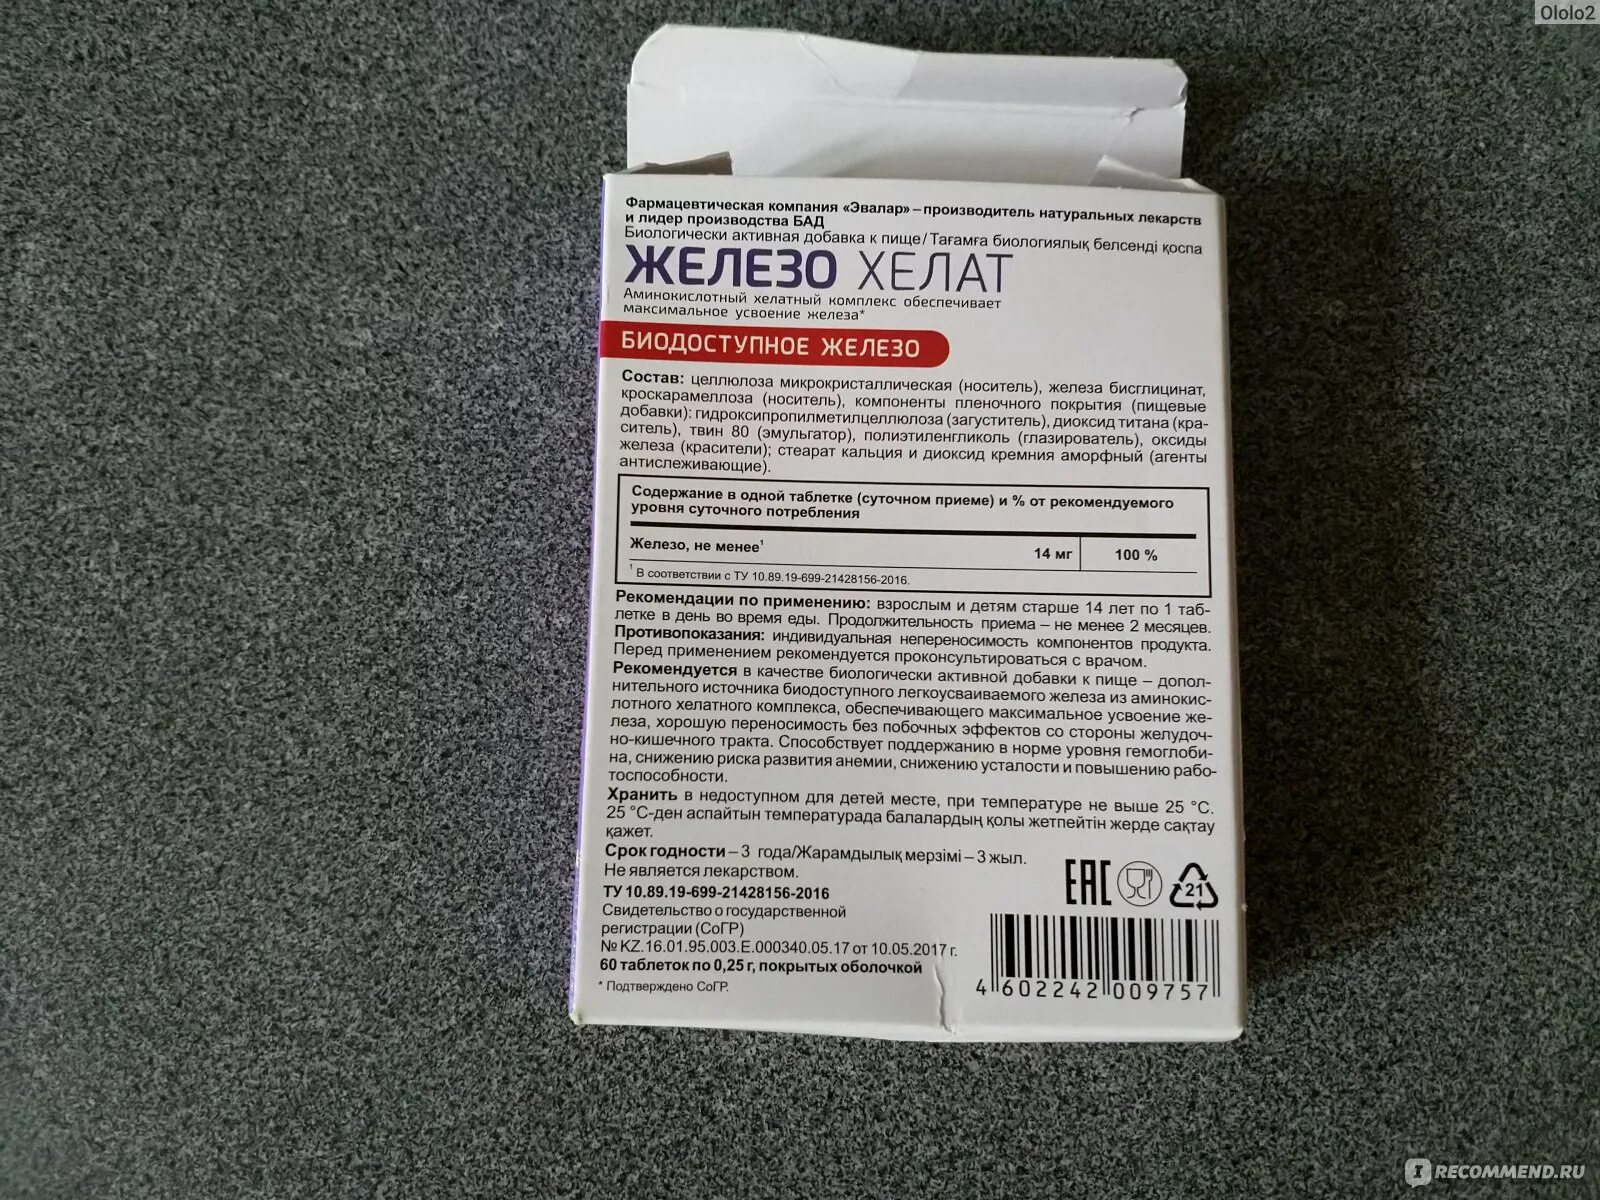 Ololo2
Фармацевтическая компания «Эвалар» – производитель натуральных лекарств
и лидер производства БАД
Биологически активная добавка к пище / Тағамға биологиялық белсенді қоспа
ЖЕЛЕЗО ХЕЛАТ
Аминокислотный хелатный комплекс обеспечивает
максимальное усвоение железа*
БИОДОСТУПНОЕ ЖЕЛЕЗО
Состав: целлюлоза микрокристаллическая (носитель), железа бисглицинат,
кроскарамеллоза (носитель), компоненты пленочного покрытия (пищевые
добавки): гидроксипропилметилцеллюлоза (загуститель), диоксид титана (кра-
ситель), твин 80 (эмульгатор), полиэтиленгликоль (глазирователь), оксиды
железа (красители); стеарат кальция и диоксид кремния аморфный (агенты
антислеживающие).
Содержание в одной таблетке (суточном приеме) и % от рекомендуемого
уровня суточного потребления
Железо, не менее¹ 14 мг 100 %
¹ В соответствии с ТУ 10.89.19-699-21428156-2016.
Рекомендации по применению: взрослым и детям старше 14 лет по 1 таб-
летке в день во время еды. Продолжительность приема – не менее 2 месяцев.
Противопоказания: индивидуальная непереносимость компонентов продукта.
Перед применением рекомендуется проконсультироваться с врачом.
Рекомендуется в качестве биологически активной добавки к пище – допол-
нительного источника биодоступного легкоусваиваемого железа из аминокис-
лотного хелатного комплекса, обеспечивающего максимальное усвоение же-
леза, хорошую переносимость без побочных эффектов со стороны желудоч-
но-кишечного тракта. Способствует поддержанию в норме уровня гемоглоби-
на, снижению риска развития анемии, снижению усталости и повышению рабо-
тоспособности.
Хранить в недоступном для детей месте, при температуре не выше 25 °С.
25 °С-ден аспайтын температурада балалардың қолы жетпейтін жерде сақтау
қажет.
Срок годности – 3 года/Жарамдылық мерзімі – 3 жыл.
Не является лекарством.
ТУ 10.89.19-699-21428156-2016
Свидетельство о государственной
регистрации (СоГР)
№ KZ.16.01.95.003.E.000340.05.17 от 10.05.2017 г.
60 таблеток по 0,25 г, покрытых оболочкой
* Подтверждено СоГР.
EAC
21
4 602242 009757
IRECOMMEND.RU